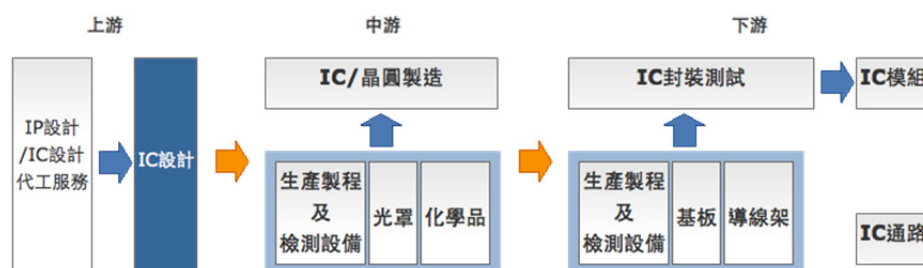 上游
中游
下游
IP設計
/IC設計
代工服務
IC設計
IC/晶圓製造
生產製程
及
檢測設備
光罩
化學品
IC封裝測試
生產製程
及
檢測設備
基板
導線架
IC模組
IC通路